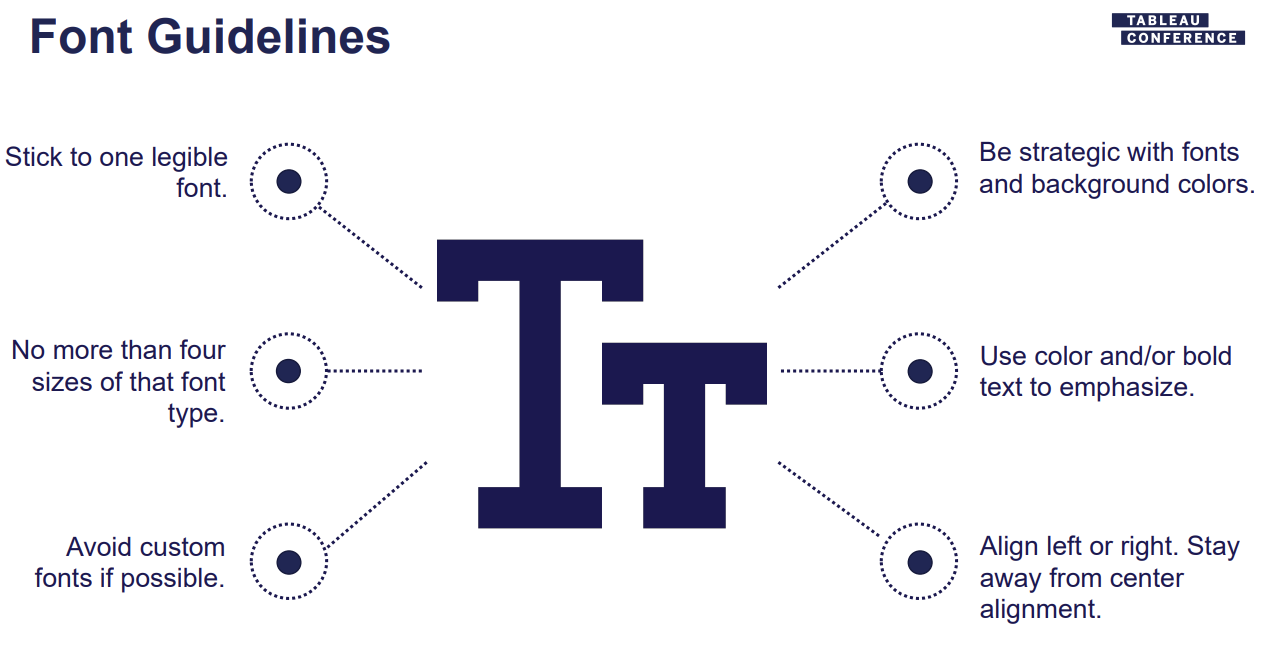 Font Guidelines
TABLEAU
CONFERENCE
Stick to one legible
font.
No more than four
sizes of that font
type.
Avoid custom
fonts if possible.
Tt
Be strategic with fonts
and background colors.
Use color and/or bold
text to emphasize.
Align left or right. Stay
away from center
alignment.